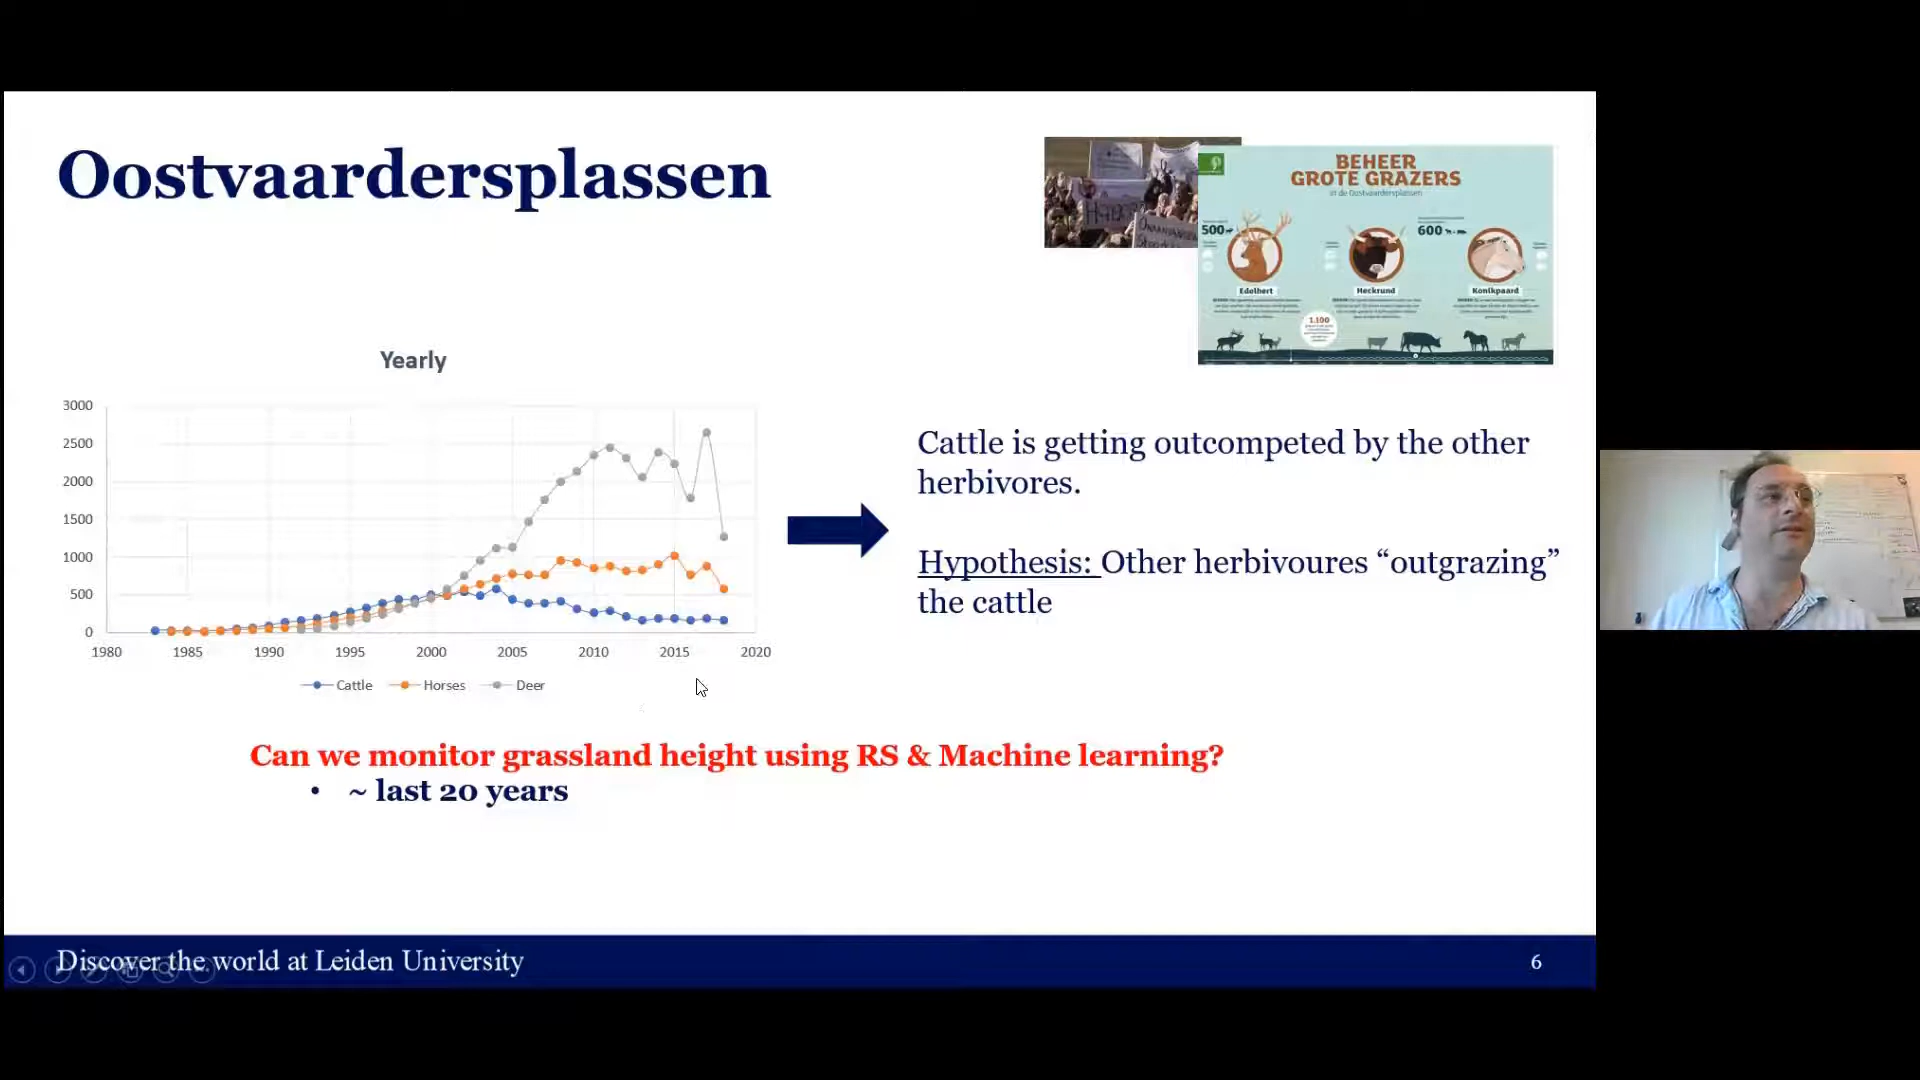 Oostvaardersplassen
BEHEER
GROTE GRAZERS
in de Oostvaardersplassen
500
600
Edelhert
Heckrund
Konikpaard
1.100
Yearly
3000
2500
2000
1500
1000
500
0
1980 1985 1990 1995 2000 2005 2010 2015 2020
Cattle Horses Deer
Cattle is getting outcompeted by the other
herbivores.
Hypothesis: Other herbivoures “outgrazing”
the cattle
Can we monitor grassland height using RS & Machine learning?
• ~ last 20 years
Discover the world at Leiden University
6